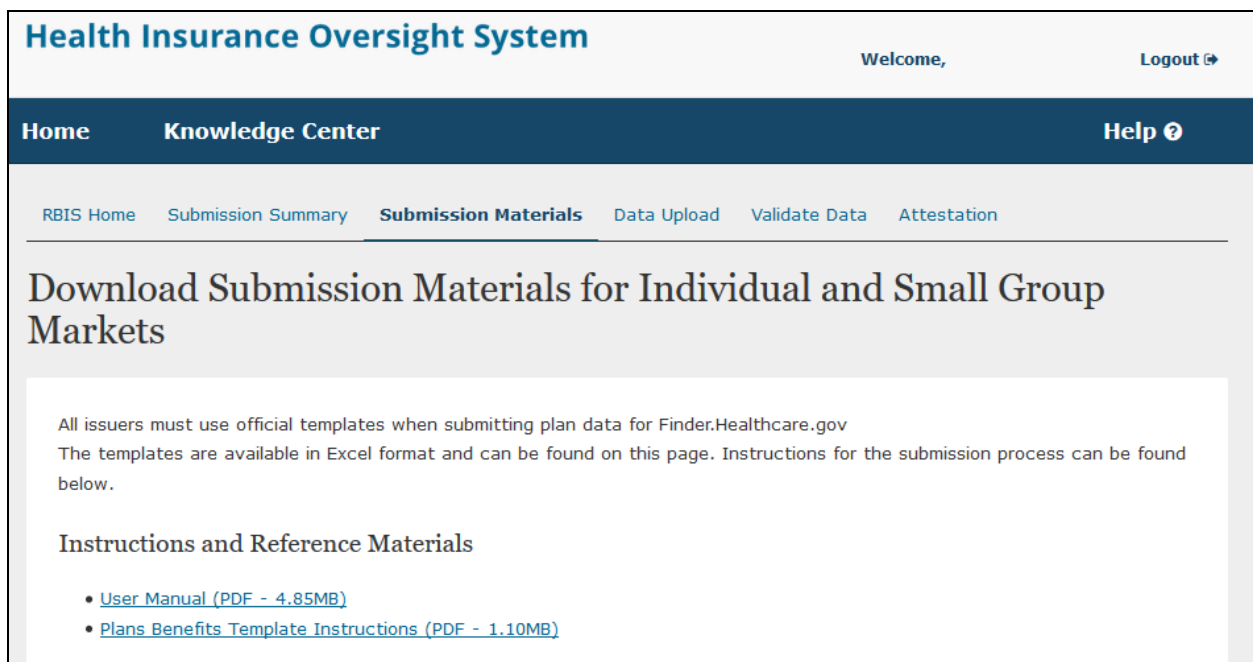 Health Insurance Oversight System
Welcome,
Logout
Home Knowledge Center Help
RBIS Home Submission Summary Submission Materials Data Upload Validate Data Attestation
Download Submission Materials for Individual and Small Group
Markets
All issuers must use official templates when submitting plan data for Finder.Healthcare.gov
The templates are available in Excel format and can be found on this page. Instructions for the submission process can be found
below.
Instructions and Reference Materials
• User Manual (PDF - 4.85MB)
• Plans Benefits Template Instructions (PDF - 1.10MB)